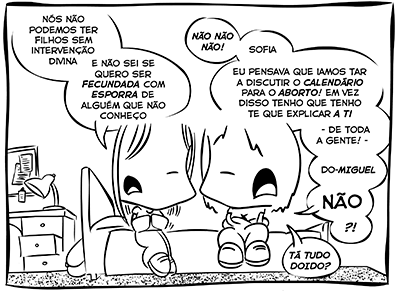 NÓS NÃO
PODEMOS TER
FILHOS SEM
INTERVENÇÃO
DIVINA
E NÃO SEI SE
QUERO SER
FECUNDADA COM
ESPORRA DE
ALGUÉM QUE NÃO
CONHEÇO
NÃO NÃO
NÃO!
SOFIA
EU PENSAVA QUE IAMOS TAR
A DISCUTIR O CALENDÁRIO
PARA O ABORTO! EM VEZ
DISSO TENHO QUE TENHO
TE QUE EXPLICAR A TI
- DE TODA
A GENTE! -
DO-MIGUEL
NÃO
?!
TÁ TUDO
DOIDO?